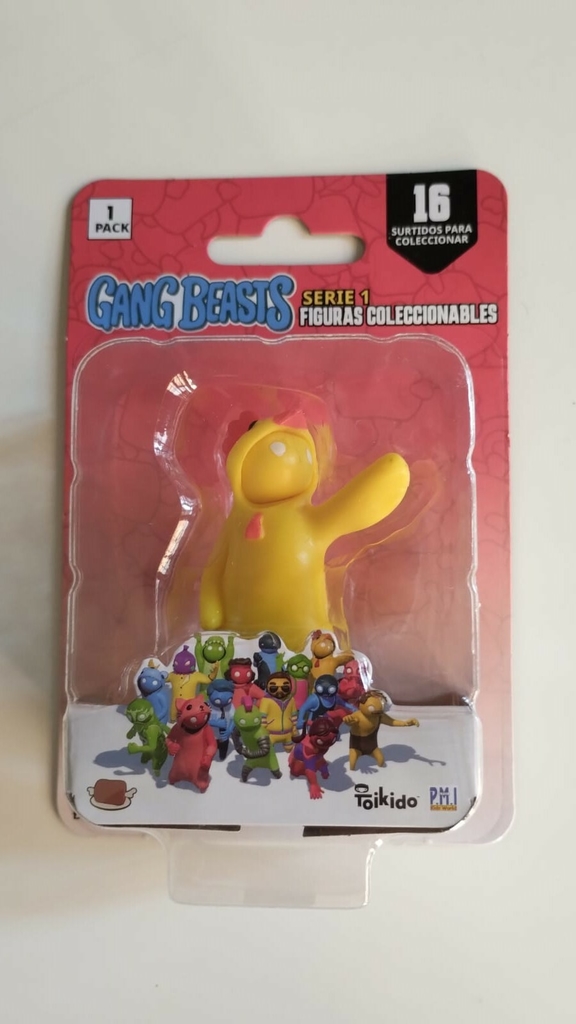 1
PACK
16
SURTIDOS PARA
COLECCIONAR
GANG BEASTS
SERIE 1
FIGURAS COLECCIONABLES
Toikido
P.M.I